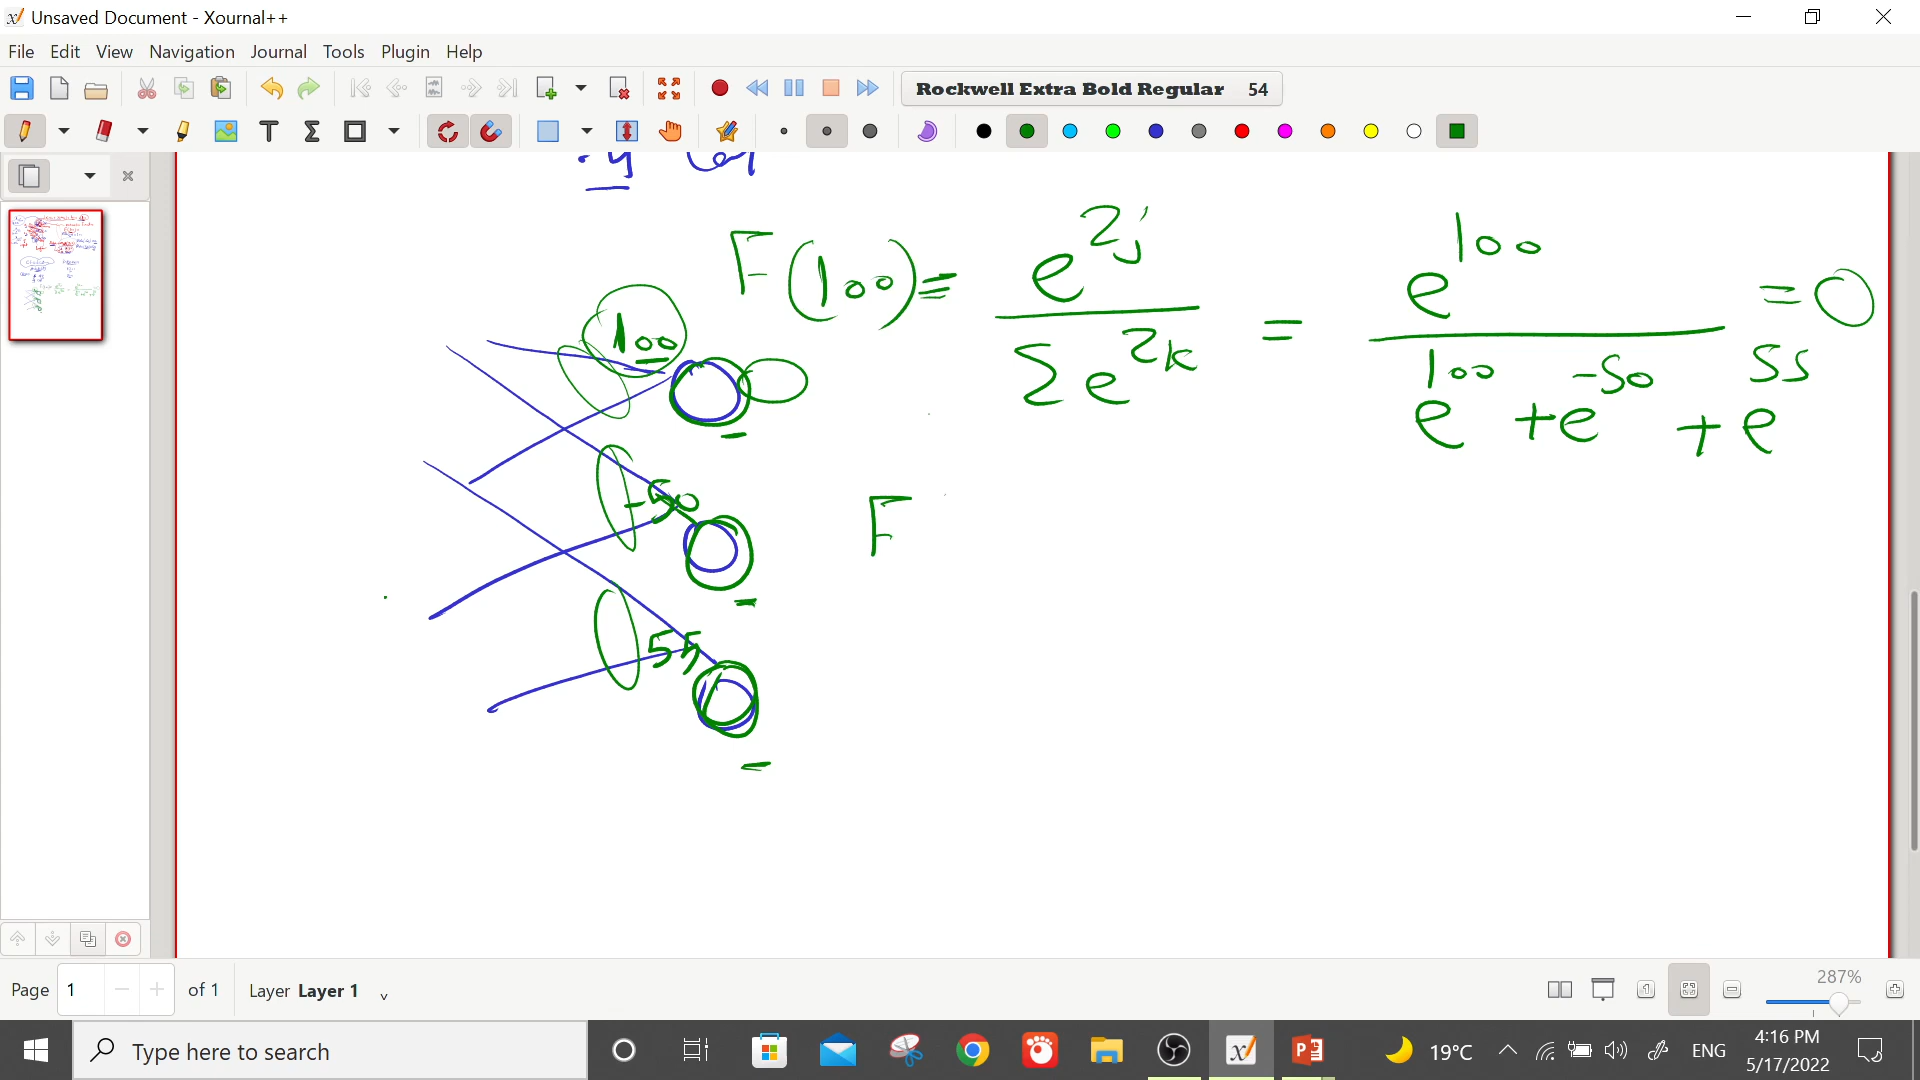 Unsaved Document - Xournal++
File Edit View Navigation Journal Tools Plugin Help
Rockwell Extra Bold Regular 54
F(100) = e^zj / Σ e^zk = e^100 / e^100 + e^-50 + e^55 = 0
100
-50
F
55
Page 1 of 1 Layer Layer 1
287%
Type here to search
19°C ENG 4:16 PM
5/17/2022